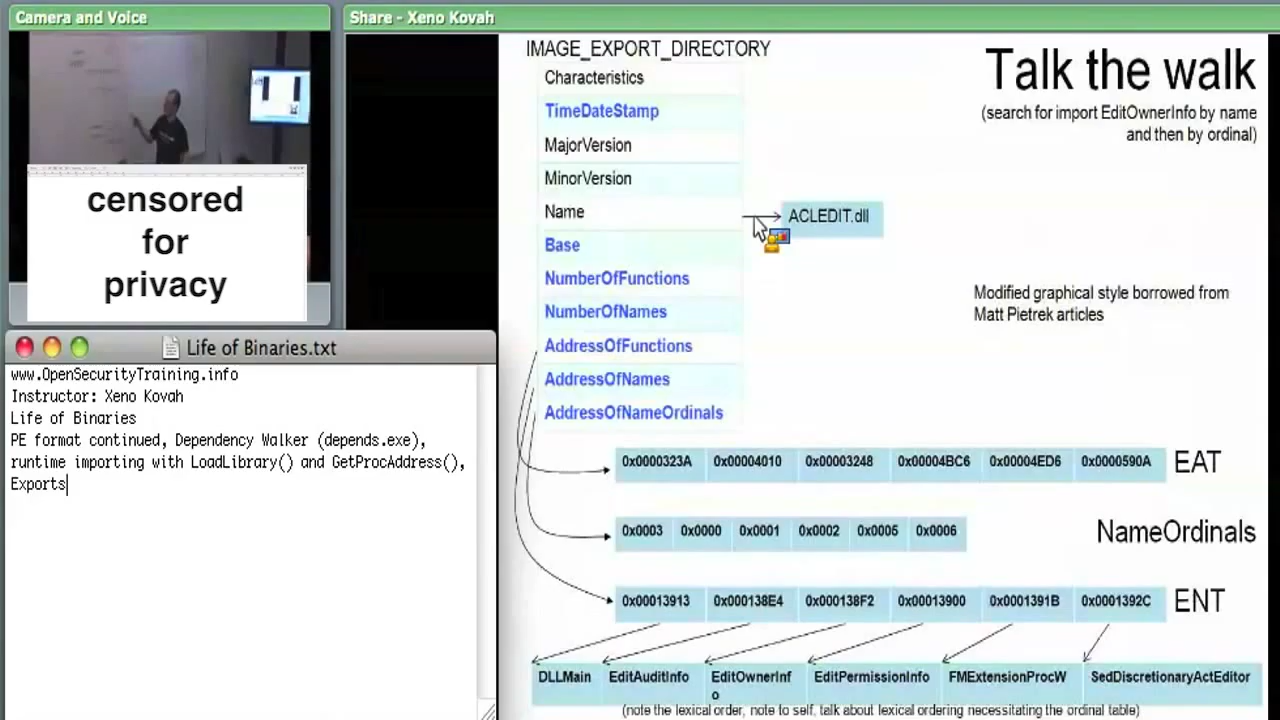 Camera and Voice
censored
for
privacy
Life of Binaries.txt
www.OpenSecurityTraining.info
Instructor: Xeno Kovah
Life of Binaries
PE format continued, Dependency Walker (depends.exe),
runtime importing with LoadLibrary() and GetProcAddress(),
Exports
Share - Xeno Kovah
IMAGE_EXPORT_DIRECTORY
Characteristics
TimeDateStamp
MajorVersion
MinorVersion
Name
Base
NumberOfFunctions
NumberOfNames
AddressOfFunctions
AddressOfNames
AddressOfNameOrdinals
ACLEDIT.dll
Talk the walk
(search for import EditOwnerInfo by name
and then by ordinal)
Modified graphical style borrowed from
Matt Pietrek articles
0x0000323A 0x00004010 0x00003248 0x00004BC6 0x00004ED6 0x0000590A EAT
0x0003 0x0000 0x0001 0x0002 0x0005 0x0006 NameOrdinals
0x00013913 0x000138E4 0x000138F2 0x00013900 0x0001391B 0x0001392C ENT
DLLMain EditAuditInfo EditOwnerInf EditPermissionInfo FMExtensionProcW SedDiscretionaryActEditor
o
(note the lexical order, note to self, talk about lexical ordering necessitating the ordinal table)